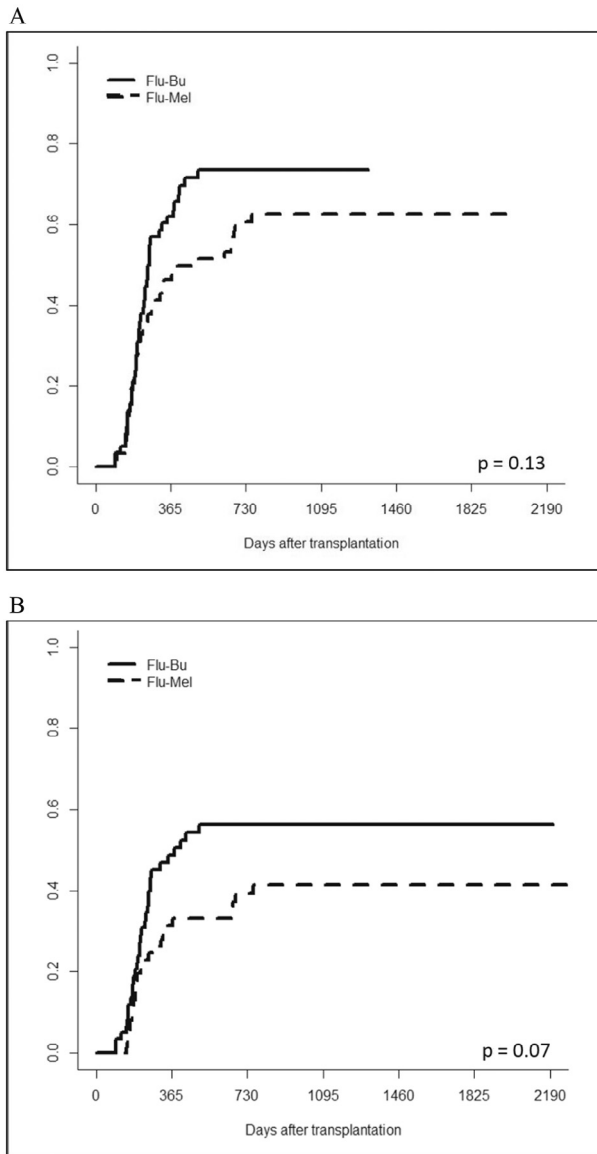 A
1.0
0.8
0.6
0.4
0.2
0.0
Flu-Bu
Flu-Mel
p = 0.13
0 365 730 1095 1460 1825 2190
Days after transplantation
B
1.0
0.8
0.6
0.4
0.2
0.0
Flu-Bu
Flu-Mel
p = 0.07
0 365 730 1095 1460 1825 2190
Days after transplantation